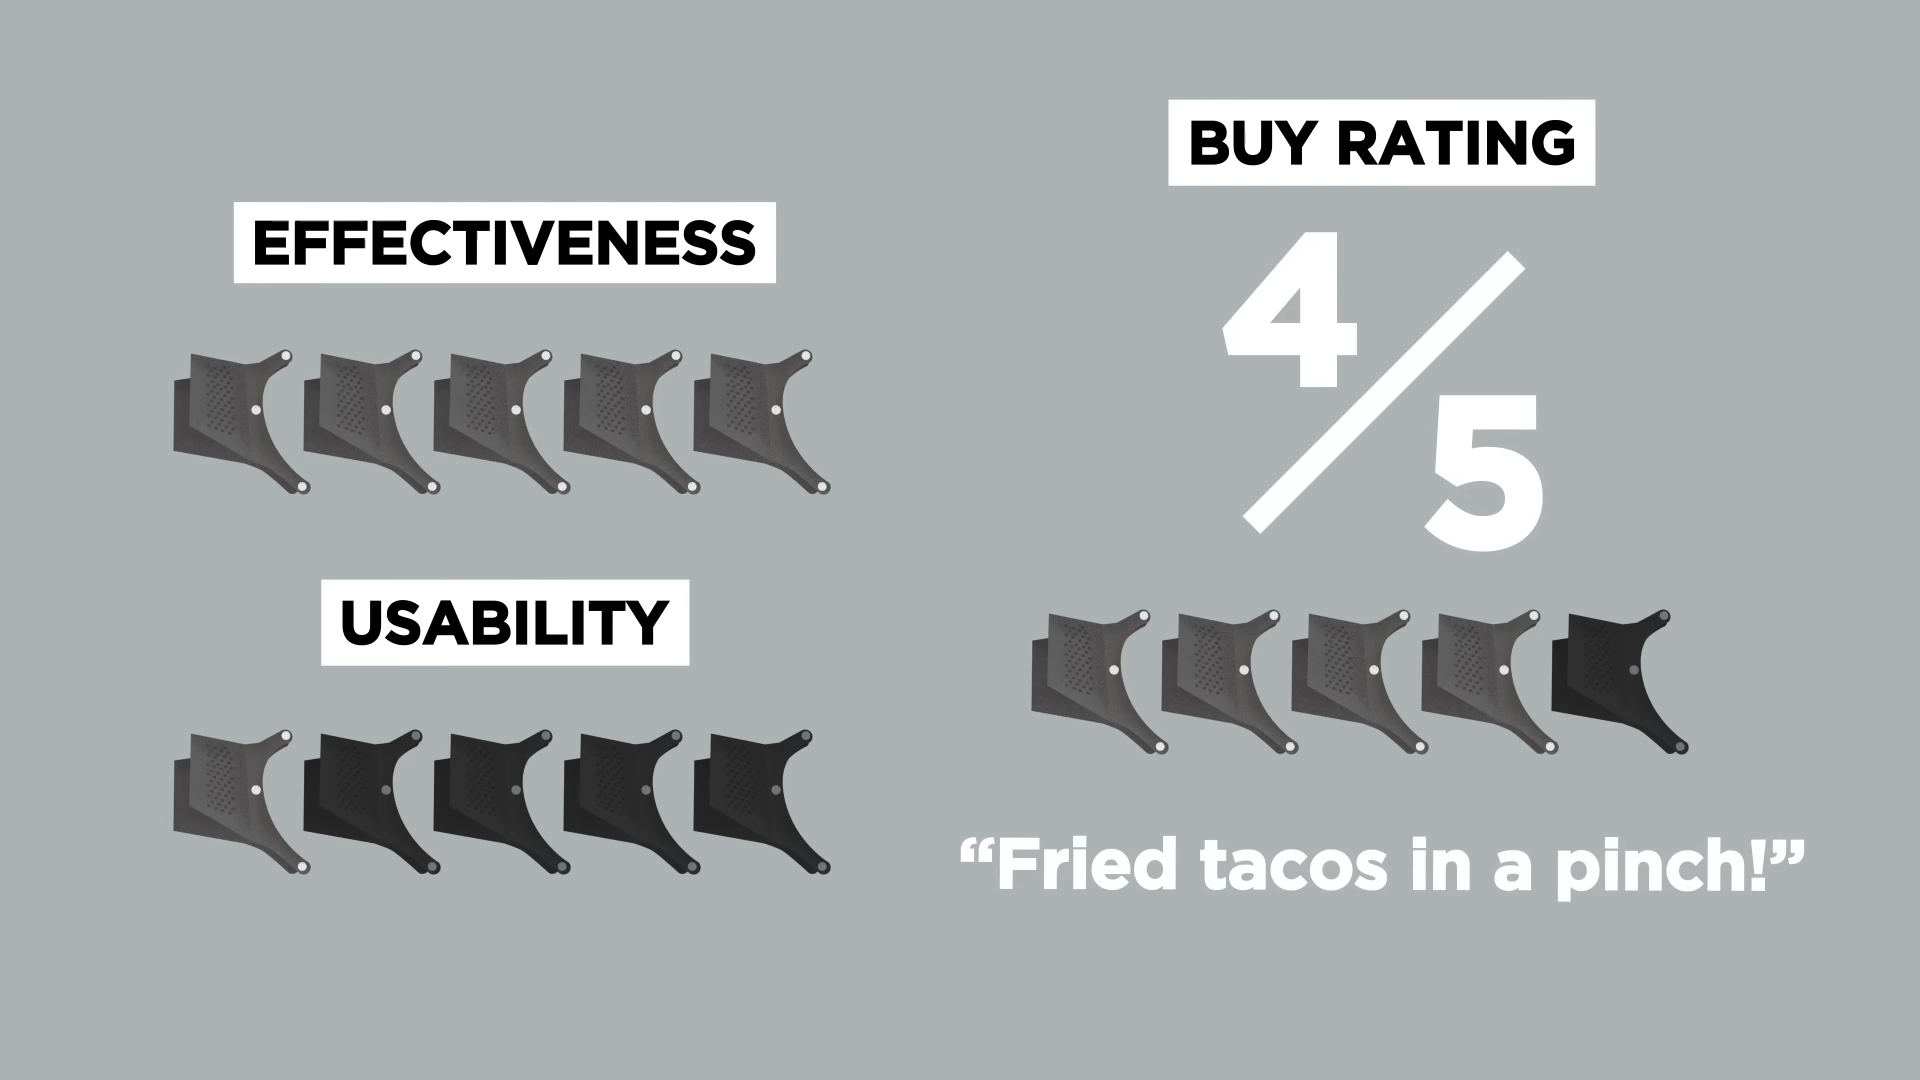 EFFECTIVENESS
USABILITY
BUY RATING
4/5
“Fried tacos in a pinch!”